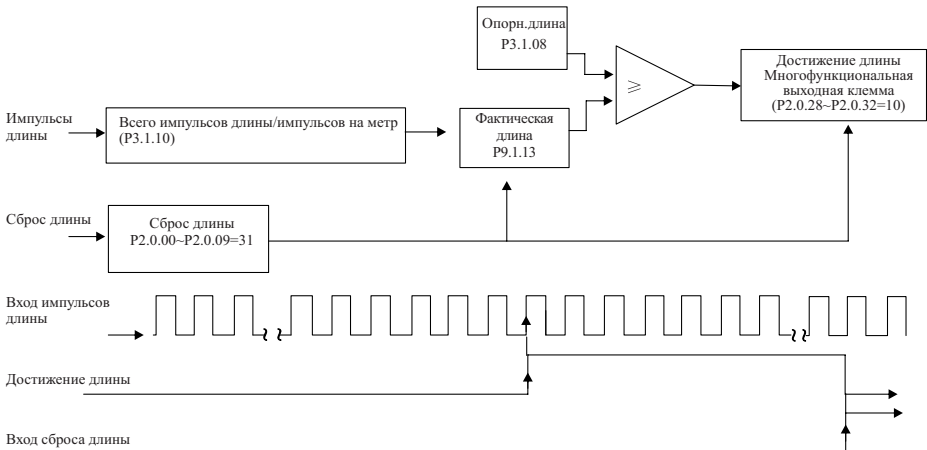 Опорн.длина
P3.1.08
≥
Достижение длины
Многофункциональная
выходная клемма
(P2.0.28~P2.0.32=10)
Импульсы
длины
Всего импульсов длины/импульсов на метр
(P3.1.10)
Фактическая
длина
P9.1.13
Сброс длины
Сброс длины
P2.0.00~P2.0.09=31
Вход импульсов
длины
Достижение длины
Вход сброса длины